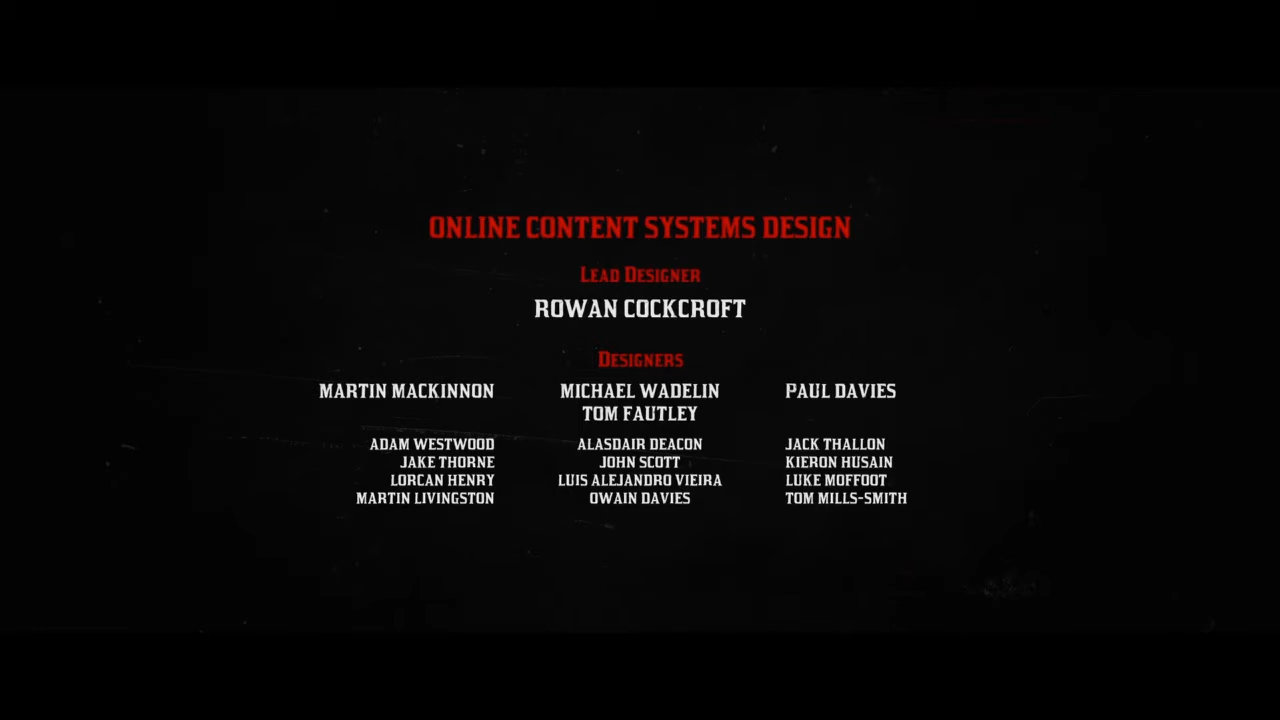 ONLINE CONTENT SYSTEMS DESIGN
LEAD DESIGNER
ROWAN COCKCROFT
DESIGNERS
MARTIN MACKINNON MICHAEL WADELIN PAUL DAVIES
TOM FAUTLEY
ADAM WESTWOOD ALASDAIR DEACON JACK THALLON
JAKE THORNE JOHN SCOTT KIERON HUSAIN
LORCAN HENRY LUIS ALEJANDRO VIEIRA LUKE MOFFOOT
MARTIN LIVINGSTON OWAIN DAVIES TOM MILLS-SMITH